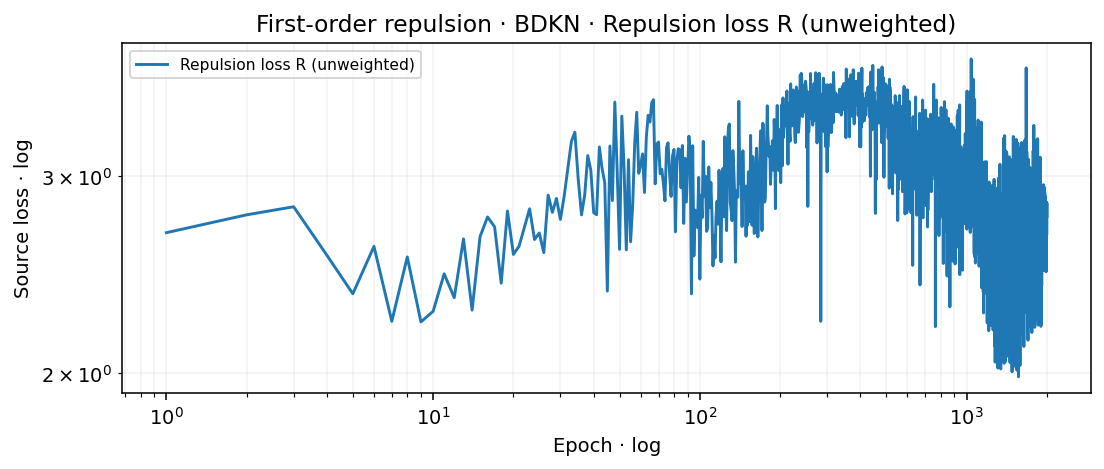 First-order repulsion · BDKN · Repulsion loss R (unweighted)
Repulsion loss R (unweighted)
Source loss · log
3 × 10⁰
2 × 10⁰
10⁰ 10¹ 10² 10³
Epoch · log